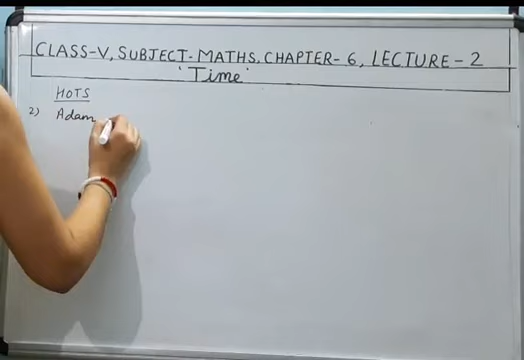 CLASS-V, SUBJECT-MATHS, CHAPTER-6, LECTURE-2
'Time'
HOTS
2) Adam